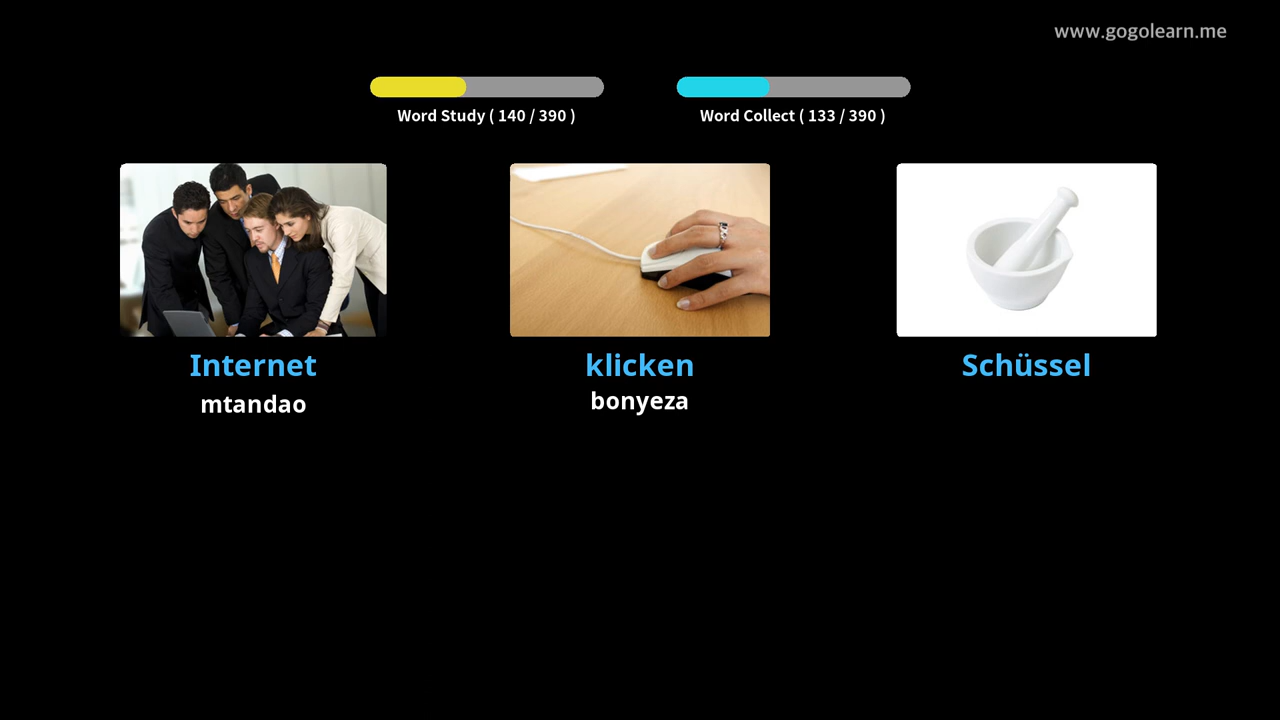 www.gogolearn.me
Word Study ( 140 / 390 )
Word Collect ( 133 / 390 )
Internet
mtandao
klicken
bonyeza
Schüssel